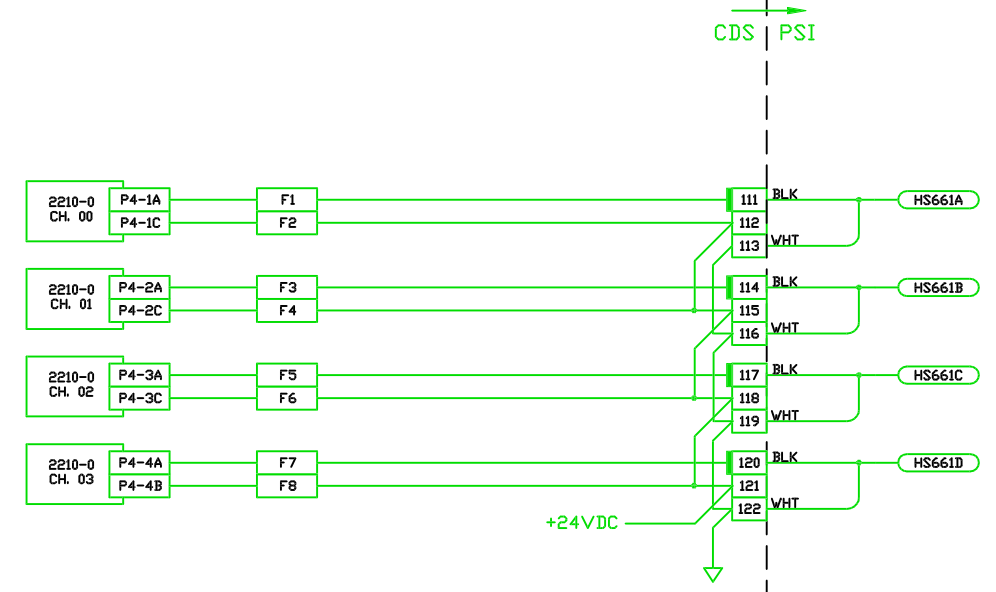 CDS PSI
2210-0
CH. 00
P4-1A
P4-1C
F1
F2
111
112
113
BLK
WHT
HS661A
2210-0
CH. 01
P4-2A
P4-2C
F3
F4
114
115
116
BLK
WHT
HS661B
2210-0
CH. 02
P4-3A
P4-3C
F5
F6
117
118
119
BLK
WHT
HS661C
2210-0
CH. 03
P4-4A
P4-4B
F7
F8
120
121
122
BLK
WHT
HS661D
+24VDC